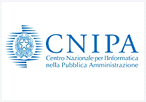 CNIPA
Centro Nazionale per l'Informatica
nella Pubblica Amministrazione